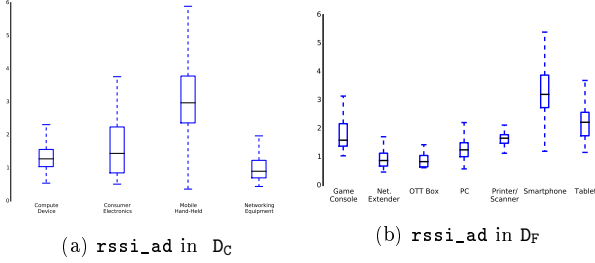 6
5
4
3
2
1
0
Compute Device
Consumer Electronics
Mobile Hand-Held
Networking Equipment
(a) rssi_ad in D_C
6
5
4
3
2
1
0
Game Console
Net. Extender
OTT Box
PC
Printer/ Scanner
Smartphone
Tablet
(b) rssi_ad in D_F